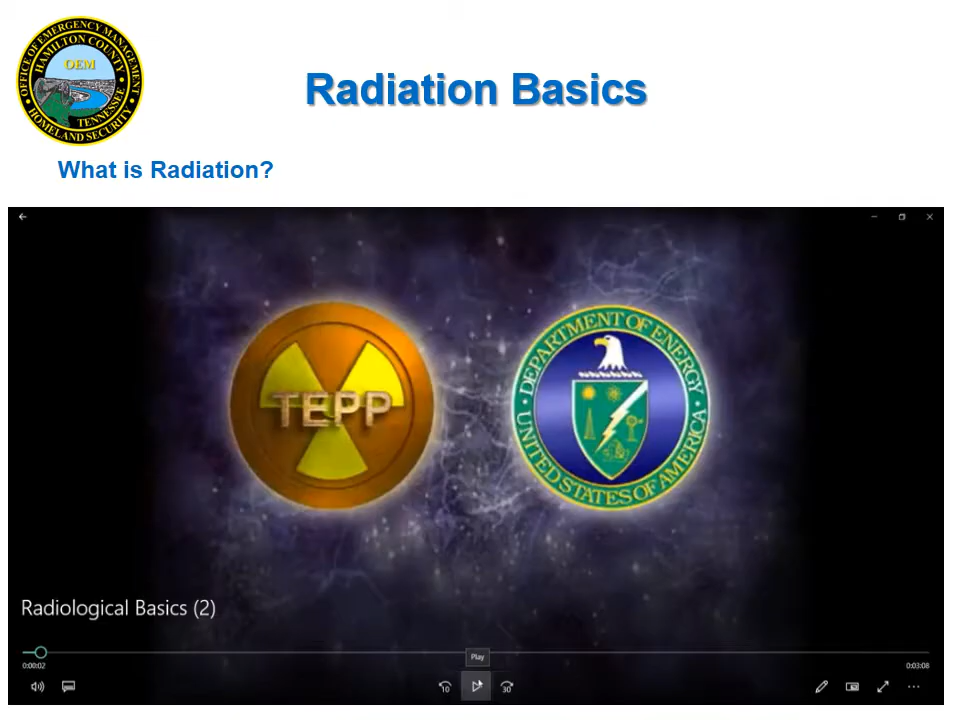 OFFICE OF EMERGENCY MANAGEMENT
HAMILTON COUNTY
OEM
TENNESSEE
HOMELAND SECURITY
Radiation Basics
What is Radiation?
TEPP
DEPARTMENT OF ENERGY
UNITED STATES OF AMERICA
Radiological Basics (2)
Play
0:00:02
0:03:08
10
30